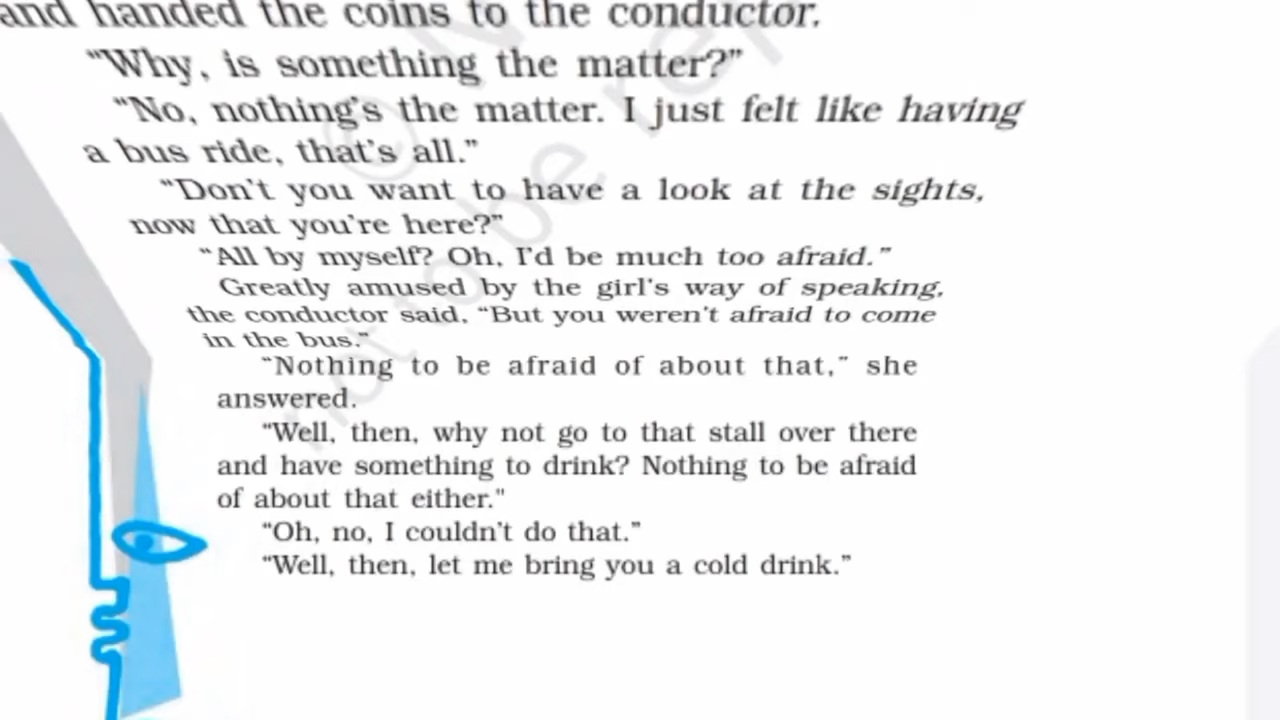 and handed the coins to the conductor.
“Why, is something the matter?”
“No, nothing’s the matter. I just felt like having
a bus ride, that’s all.”
“Don’t you want to have a look at the sights,
now that you’re here?”
“All by myself? Oh, I’d be much too afraid.”
Greatly amused by the girl’s way of speaking,
the conductor said, “But you weren’t afraid to come
in the bus.”
“Nothing to be afraid of about that,” she
answered.
“Well, then, why not go to that stall over there
and have something to drink? Nothing to be afraid
of about that either."
“Oh, no, I couldn’t do that.”
“Well, then, let me bring you a cold drink.”
not to be rep